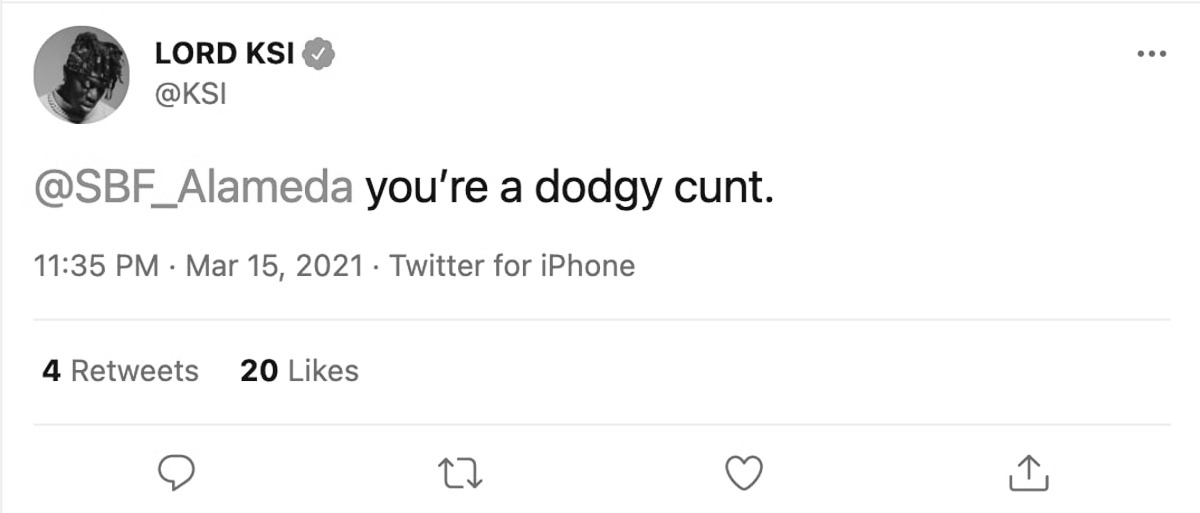 LORD KSI
@KSI
@SBF_Alameda you’re a dodgy cunt.
11:35 PM · Mar 15, 2021 · Twitter for iPhone
4 Retweets 20 Likes